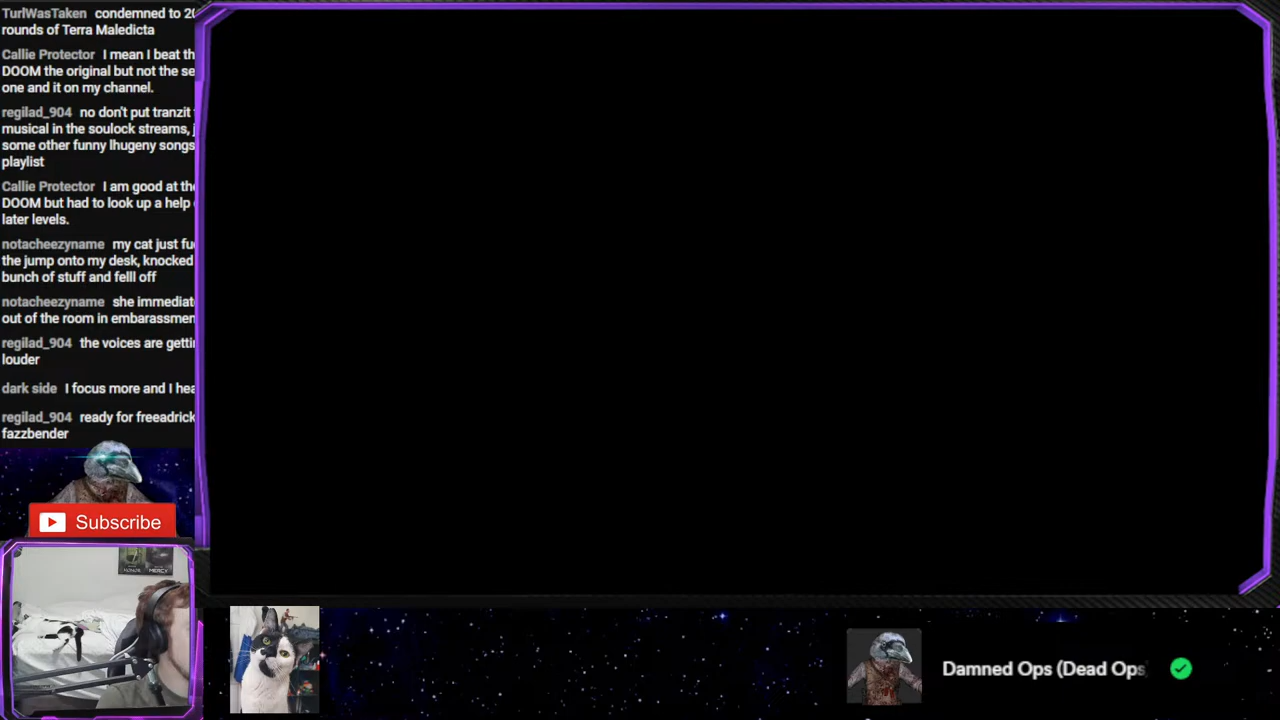 TurlWasTaken condemned to 20
rounds of Terra Maledicta
Callie Protector I mean I beat th
DOOM the original but not the se
one and it on my channel.
regilad_904 no don't put tranzit
musical in the soulock streams,
some other funny lhugeny songs
playlist
Callie Protector I am good at the
DOOM but had to look up a help
later levels.
notacheezyname my cat just fu
the jump onto my desk, knocked
bunch of stuff and felll off
notacheezyname she immediat
out of the room in embarassmen
regilad_904 the voices are getti
louder
dark side I focus more and I hea
regilad_904 ready for freeadrick
fazzbender
Subscribe
Damned Ops (Dead Ops